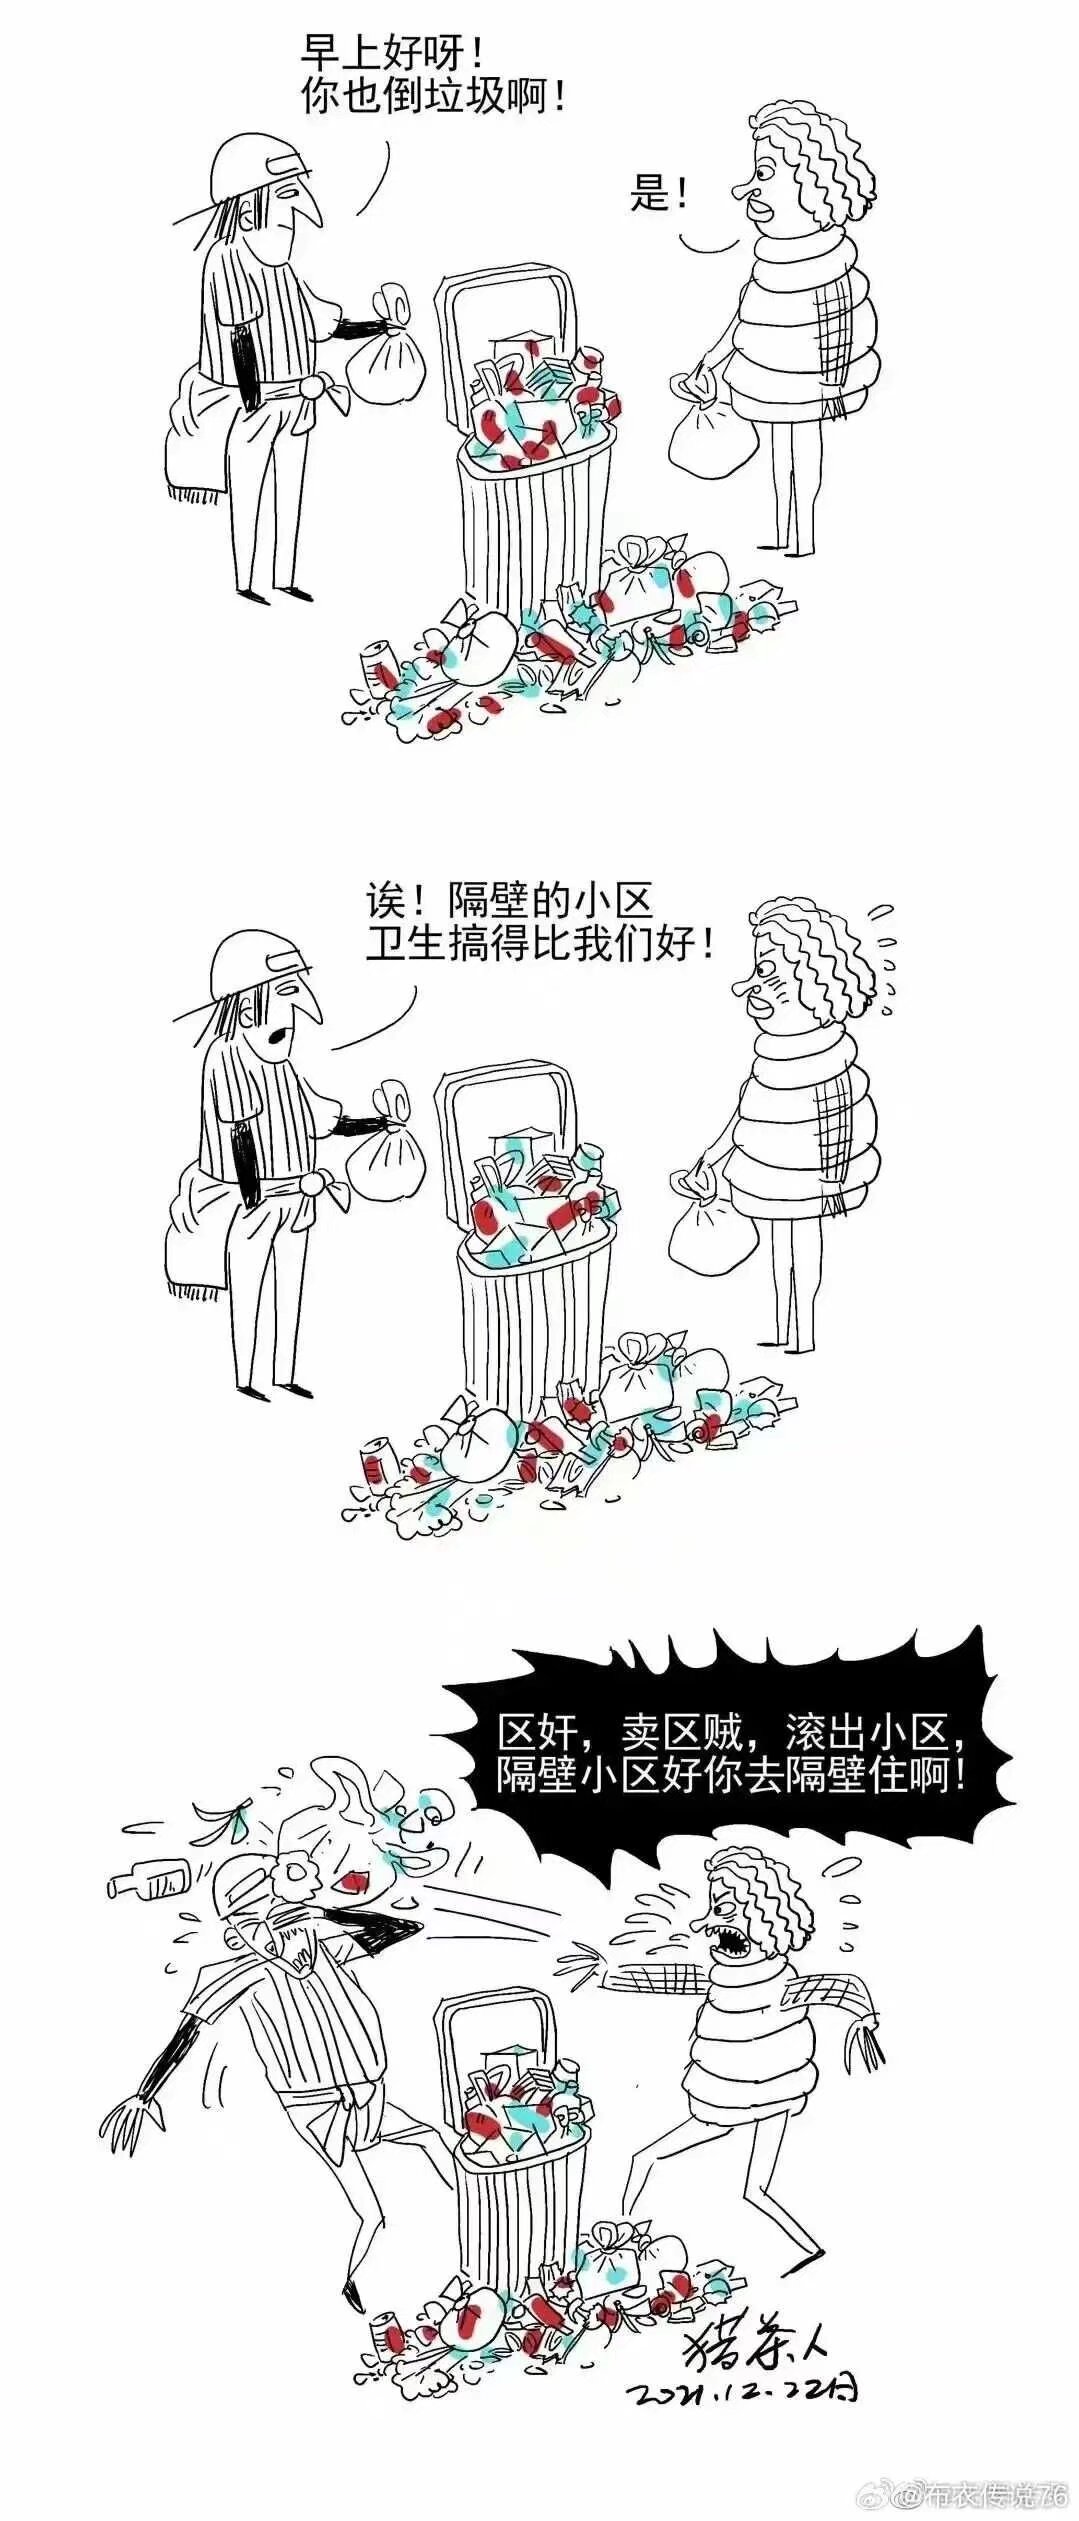 早上好呀！
你也倒垃圾啊！
是！
诶！隔壁的小区
卫生搞得比我们好！
区奸，卖区贼，滚出小区，
隔壁小区好你去隔壁住啊！
猎茶人
2021.12.22日
@布衣传说76